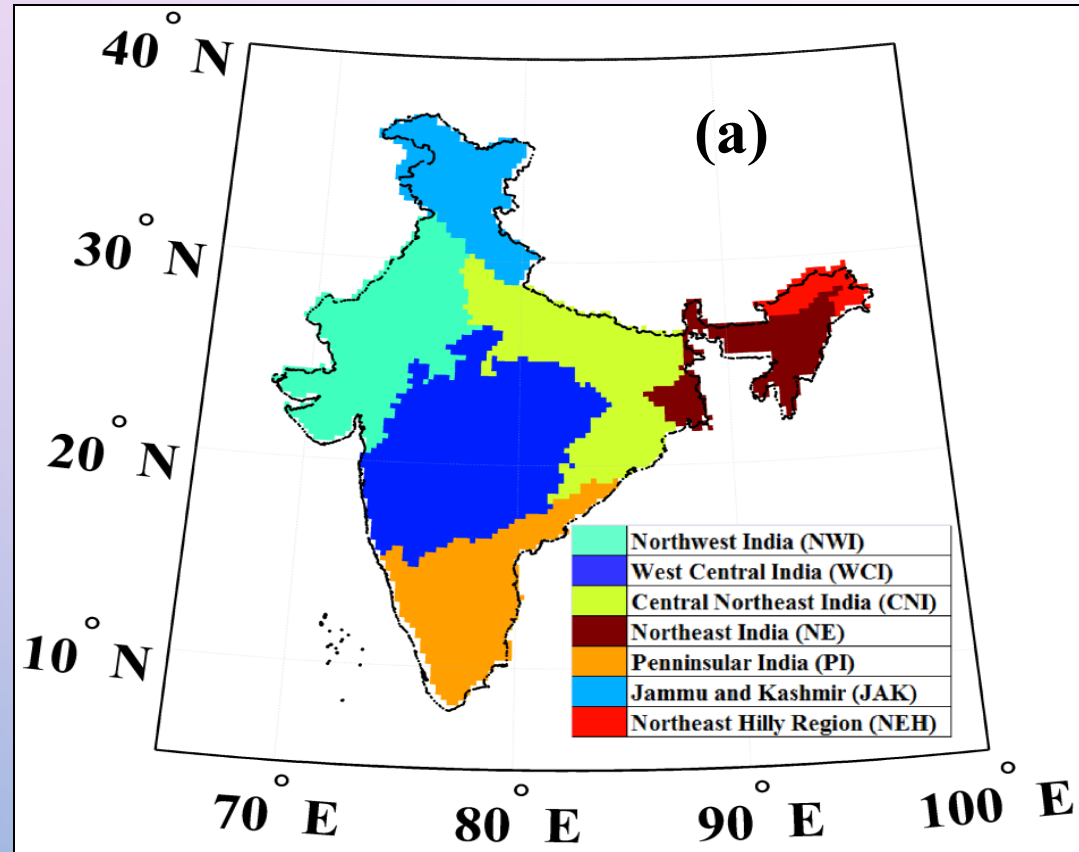 40° N
(a)
30° N
20° N
10° N
Northwest India (NWI)
West Central India (WCI)
Central Northeast India (CNI)
Northeast India (NE)
Penninsular India (PI)
Jammu and Kashmir (JAK)
Northeast Hilly Region (NEH)
70° E 80° E 90° E 100° E